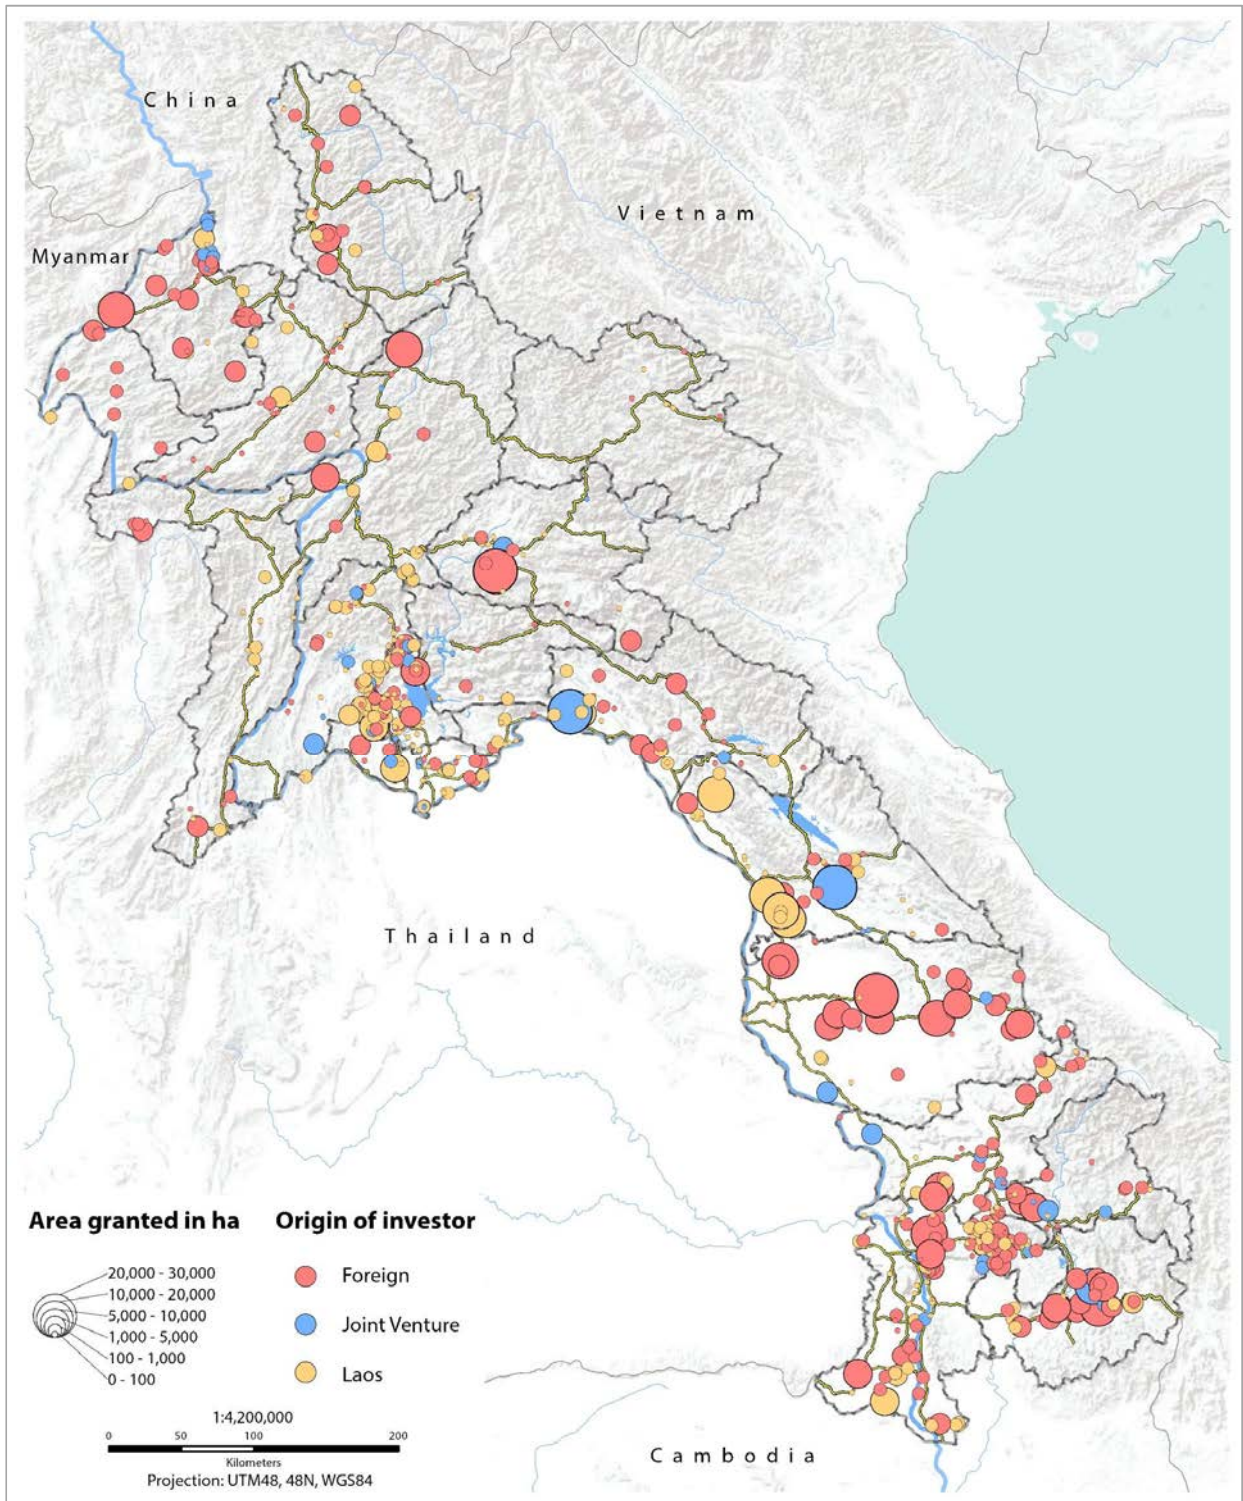 China
Vietnam
Myanmar
Thailand
Area granted in ha
Origin of investor
20,000 - 30,000
10,000 - 20,000
5,000 - 10,000
1,000 - 5,000
100 - 1,000
0 - 100
Foreign
Joint Venture
Laos
1:4,200,000
0 50 100 200
Kilometers
Projection: UTM48, 48N, WGS84
Cambodia